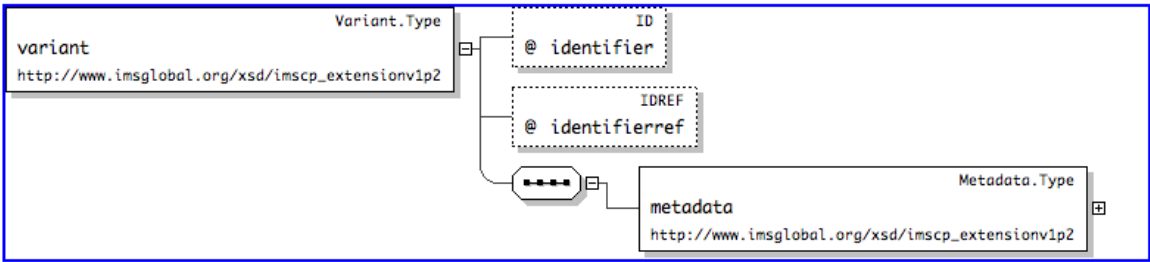 Variant.Type
variant
http://www.imsglobal.org/xsd/imscp_extensionv1p2
ID
@ identifier
IDREF
@ identifierref
Metadata.Type
metadata
http://www.imsglobal.org/xsd/imscp_extensionv1p2